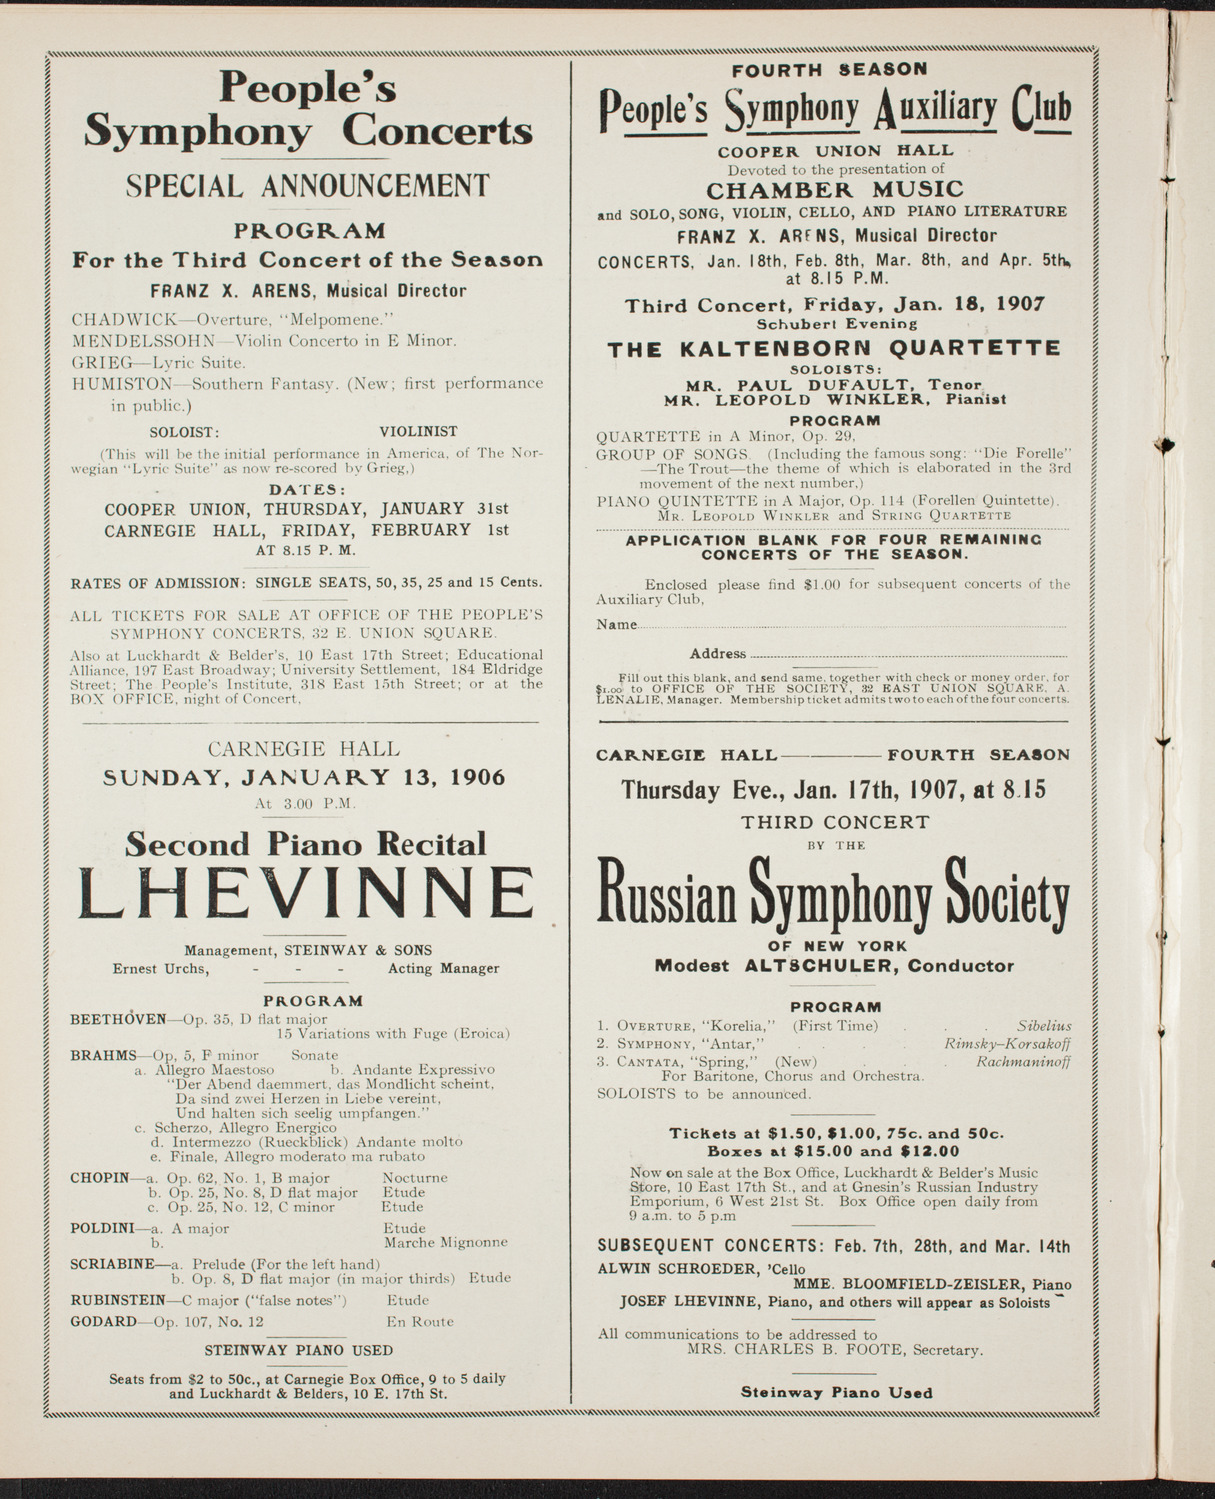 People's
Symphony Concerts
SPECIAL ANNOUNCEMENT
PROGRAM
For the Third Concert of the Season
FRANZ X. ARENS, Musical Director
CHADWICK—Overture, "Melpomene."
MENDELSSOHN—Violin Concerto in E Minor.
GRIEG—Lyric Suite.
HUMISTON—Southern Fantasy. (New; first performance
in public.)
SOLOIST: VIOLINIST
(This will be the initial performance in America, of The Nor-
wegian "Lyric Suite" as now re-scored by Grieg,)
DATES:
COOPER UNION, THURSDAY, JANUARY 31st
CARNEGIE HALL, FRIDAY, FEBRUARY 1st
AT 8.15 P. M.
RATES OF ADMISSION: SINGLE SEATS, 50, 35, 25 and 15 Cents.
ALL TICKETS FOR SALE AT OFFICE OF THE PEOPLE'S
SYMPHONY CONCERTS, 32 E. UNION SQUARE.
Also at Luckhardt & Belder's, 10 East 17th Street; Educational
Alliance, 197 East Broadway; University Settlement, 184 Eldridge
Street; The People's Institute, 318 East 15th Street; or at the
BOX OFFICE, night of Concert,
CARNEGIE HALL
SUNDAY, JANUARY 13, 1906
At 3.00 P.M.
Second Piano Recital
LHEVINNE
Management, STEINWAY & SONS
Ernest Urchs, - - - Acting Manager
PROGRAM
BEETHOVEN—Op. 35, D flat major
15 Variations with Fuge (Eroica)
BRAHMS—Op, 5, F minor Sonate
a. Allegro Maestoso b. Andante Expressivo
"Der Abend daemmert, das Mondlicht scheint,
Da sind zwei Herzen in Liebe vereint,
Und halten sich seelig umpfangen."
c. Scherzo, Allegro Energico
d. Intermezzo (Rueckblick) Andante molto
e. Finale, Allegro moderato ma rubato
CHOPIN—a. Op. 62, No. 1, B major Nocturne
b. Op. 25, No. 8, D flat major Etude
c. Op. 25, No. 12, C minor Etude
POLDINI—a. A major Etude
b. Marche Mignonne
SCRIABINE—a. Prelude (For the left hand)
b. Op. 8, D flat major (in major thirds) Etude
RUBINSTEIN—C major ("false notes") Etude
GODARD—Op. 107, No. 12 En Route
STEINWAY PIANO USED
Seats from $2 to 50c., at Carnegie Box Office, 9 to 5 daily
and Luckhardt & Belders, 10 E. 17th St.
FOURTH SEASON
People's Symphony Auxiliary Club
COOPER UNION HALL
Devoted to the presentation of
CHAMBER MUSIC
and SOLO, SONG, VIOLIN, CELLO, AND PIANO LITERATURE
FRANZ X. ARENS, Musical Director
CONCERTS, Jan. 18th, Feb. 8th, Mar. 8th, and Apr. 5th,
at 8.15 P.M.
Third Concert, Friday, Jan. 18, 1907
Schubert Evening
THE KALTENBORN QUARTETTE
SOLOISTS:
MR. PAUL DUFAULT, Tenor
MR. LEOPOLD WINKLER, Pianist
PROGRAM
QUARTETTE in A Minor, Op. 29,
GROUP OF SONGS. (Including the famous song: "Die Forelle"
—The Trout—the theme of which is elaborated in the 3rd
movement of the next number,)
PIANO QUINTETTE in A Major, Op. 114 (Forellen Quintette).
MR. LEOPOLD WINKLER and STRING QUARTETTE
APPLICATION BLANK FOR FOUR REMAINING
CONCERTS OF THE SEASON.
Enclosed please find $1.00 for subsequent concerts of the
Auxiliary Club,
Name
Address
Fill out this blank, and send same, together with check or money order, for
$1.00 to OFFICE OF THE SOCIETY, 32 EAST UNION SQUARE, A.
LENALIE, Manager. Membership ticket admits two to each of the four concerts.
CARNEGIE HALL——FOURTH SEASON
Thursday Eve., Jan. 17th, 1907, at 8.15
THIRD CONCERT
BY THE
Russian Symphony Society
OF NEW YORK
Modest ALTSCHULER, Conductor
PROGRAM
1. OVERTURE, "Korelia," (First Time) . . . Sibelius
2. SYMPHONY, "Antar," . . . . Rimsky-Korsakoff
3. CANTATA, "Spring," (New) . . . Rachmaninoff
For Baritone, Chorus and Orchestra.
SOLOISTS to be announced.
Tickets at $1.50, $1.00, 75c. and 50c.
Boxes at $15.00 and $12.00
Now on sale at the Box Office, Luckhardt & Belder's Music
Store, 10 East 17th St., and at Gnesin's Russian Industry
Emporium, 6 West 21st St. Box Office open daily from
9 a.m. to 5 p.m
SUBSEQUENT CONCERTS: Feb. 7th, 28th, and Mar. 14th
ALWIN SCHROEDER, 'Cello
MME. BLOOMFIELD-ZEISLER, Piano
JOSEF LHEVINNE, Piano, and others will appear as Soloists
All communications to be addressed to
MRS. CHARLES B. FOOTE, Secretary.
Steinway Piano Used